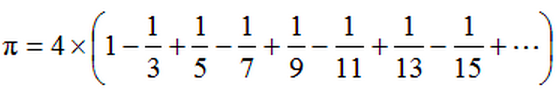 π = 4 × (1 − 1/3 + 1/5 − 1/7 + 1/9 − 1/11 + 1/13 − 1/15 + ⋯)